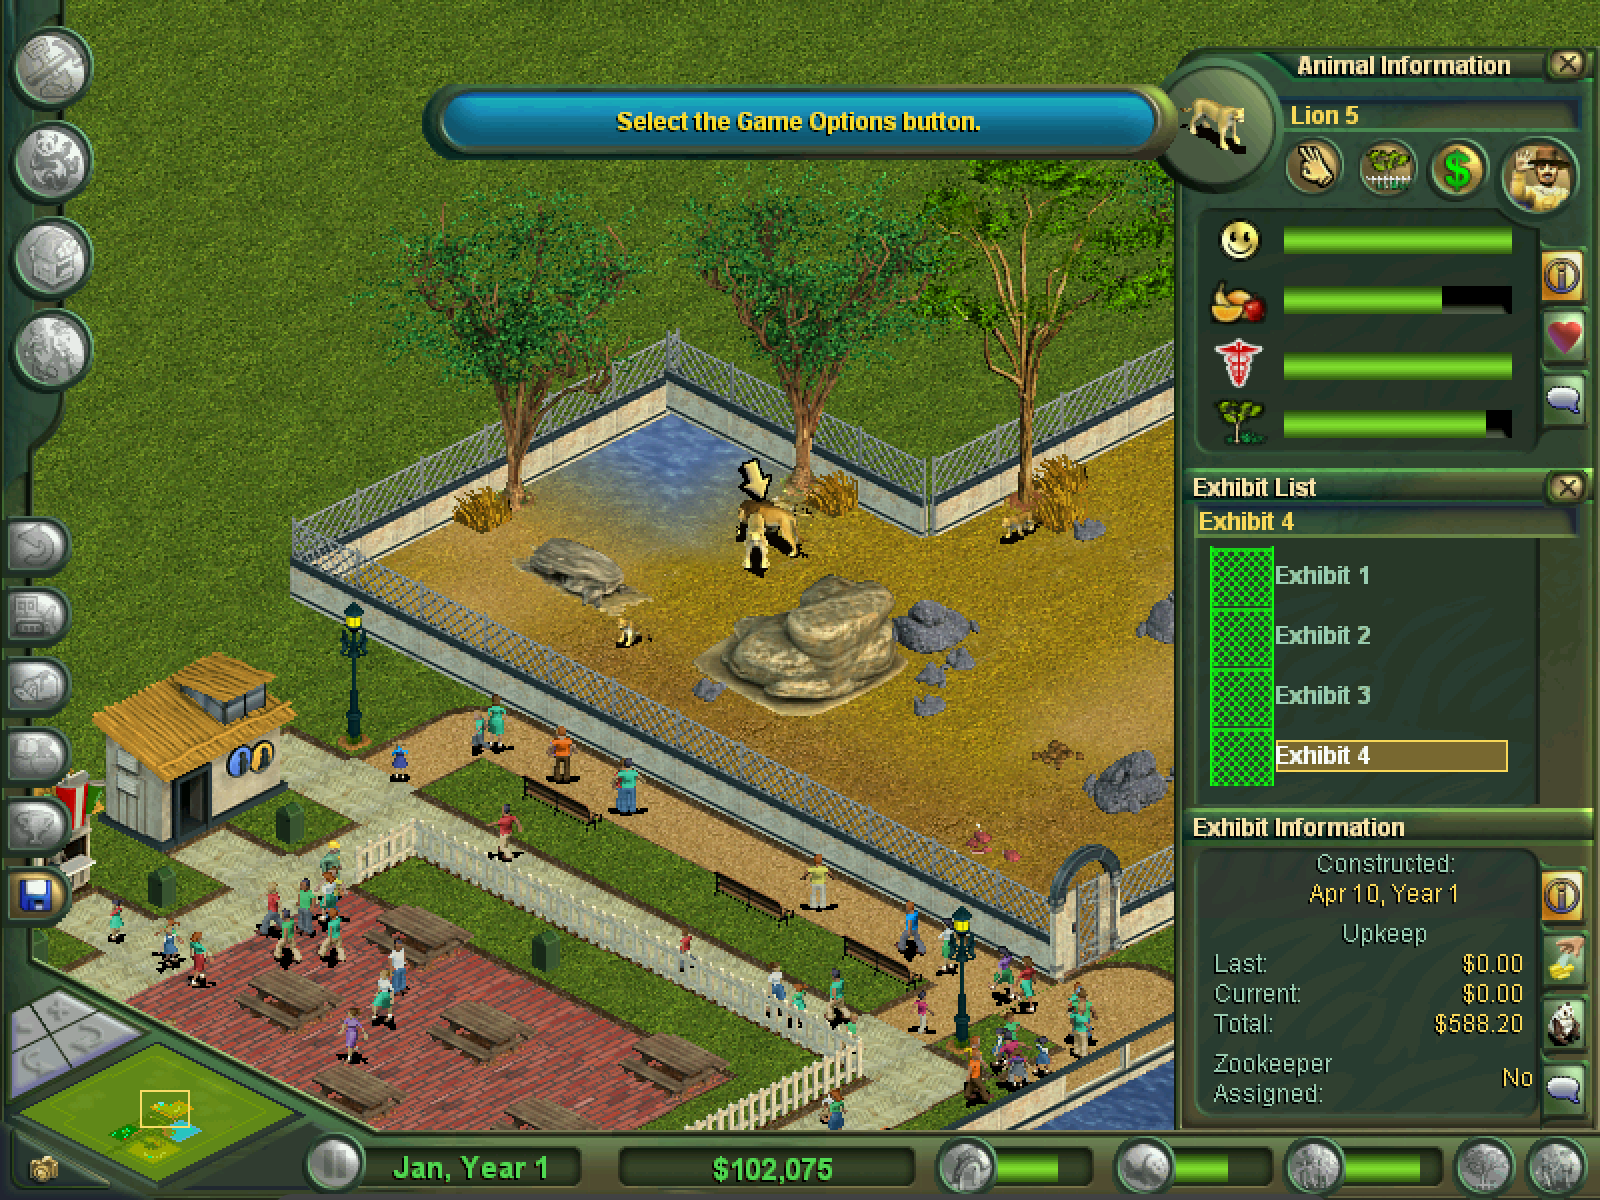 Animal Information
Select the Game Options button.
Lion 5
Exhibit List
Exhibit 4
Exhibit 1
Exhibit 2
Exhibit 3
Exhibit 4
Exhibit Information
Constructed:
Apr 10, Year 1
Upkeep
Last: $0.00
Current: $0.00
Total: $588.20
Zookeeper
Assigned: No
Jan, Year 1
$102,075